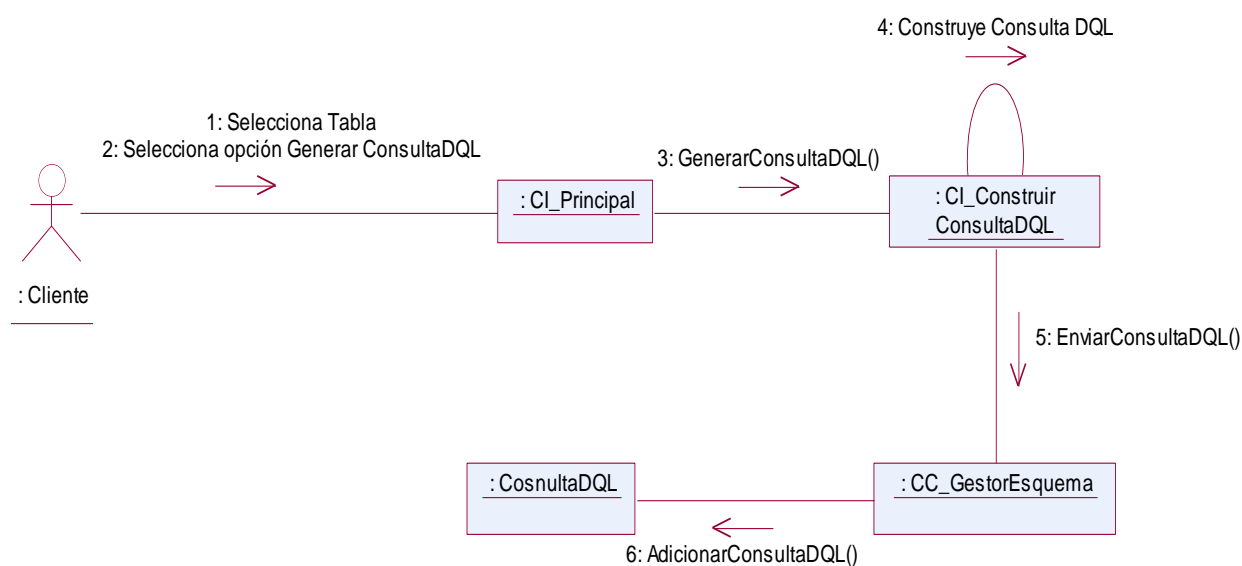 4: Construye Consulta DQL
1: Selecciona Tabla
2: Selecciona opción Generar ConsultaDQL
3: GenerarConsultaDQL()
: CI_Principal
: CI_Construir
ConsultaDQL
: Cliente
5: EnviarConsultaDQL()
: CosnultaDQL
: CC_GestorEsquema
6: AdicionarConsultaDQL()